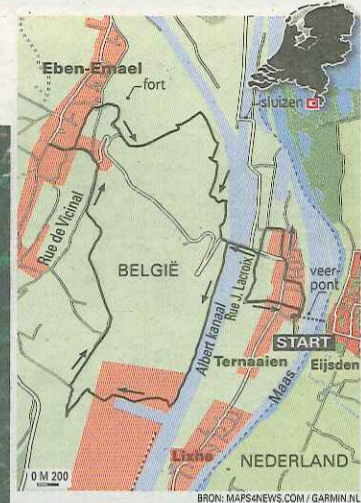 Eben-Emael
fort
sluizen
Rue de Vicinal
BELGIË
Albert kanaal
Rue J. Lacroix
veer-
pont
START
Ternaaien
Eijsden
Maas
Lixhe
NEDERLAND
0 M 200
BRON: MAPS4NEWS.COM / GARMIN.NL